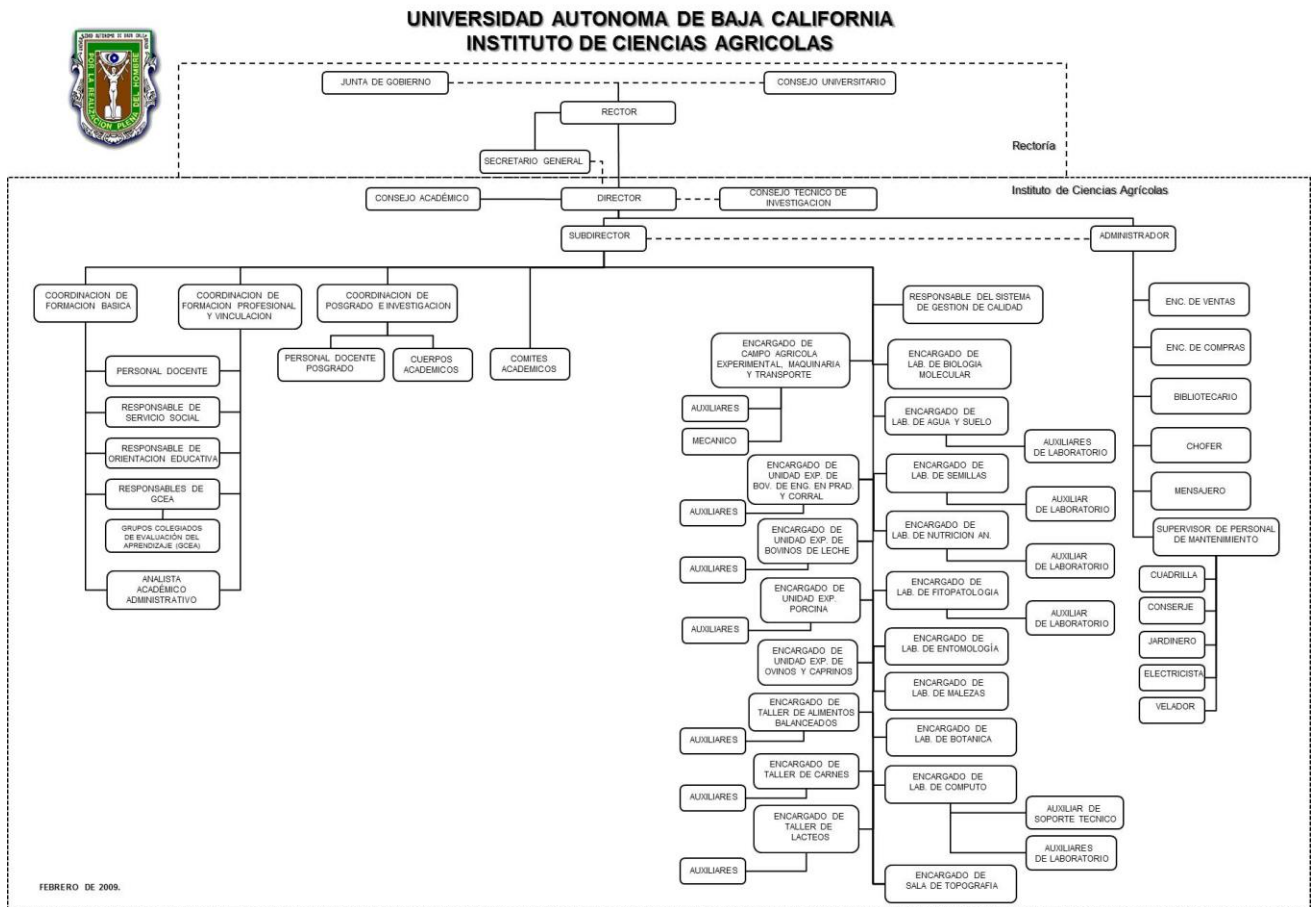 UNIVERSIDAD AUTONOMA DE BAJA CALIFORNIA
INSTITUTO DE CIENCIAS AGRICOLAS
POR LA REALIZACION PLENA DEL HOMBRE
JUNTA DE GOBIERNO
CONSEJO UNIVERSITARIO
RECTOR
Rectoría
SECRETARIO GENERAL
Instituto de Ciencias Agrícolas
CONSEJO ACADÉMICO
DIRECTOR
CONSEJO TECNICO DE
INVESTIGACION
SUBDIRECTOR
ADMINISTRADOR
COORDINACION DE
FORMACION BASICA
COORDINACION DE
FORMACION PROFESIONAL
Y VINCULACION
COORDINACION DE
POSGRADO E INVESTIGACION
PERSONAL DOCENTE
POSGRADO
CUERPOS
ACADEMICOS
COMITES
ACADEMICOS
PERSONAL DOCENTE
RESPONSABLE DE
SERVICIO SOCIAL
RESPONSABLE DE
ORIENTACION EDUCATIVA
RESPONSABLES DE
GCEA
GRUPOS COLEGIADOS
DE EVALUACIÓN DEL
APRENDIZAJE (GCEA)
ANALISTA
ACADÉMICO
ADMINISTRATIVO
ENCARGADO DE
CAMPO AGRICOLA
EXPERIMENTAL, MAQUINARIA
Y TRANSPORTE
AUXILIARES
MECANICO
ENCARGADO DE
UNIDAD EXP. DE
BOV. DE ENG. EN PRAD.
Y CORRAL
AUXILIARES
ENCARGADO DE
UNIDAD EXP. DE
BOVINOS DE LECHE
AUXILIARES
ENCARGADO DE
UNIDAD EXP.
PORCINA
AUXILIARES
ENCARGADO DE
UNIDAD EXP. DE
OVINOS Y CAPRINOS
ENCARGADO DE
TALLER DE ALIMENTOS
BALANCEADOS
AUXILIARES
ENCARGADO DE
TALLER DE CARNES
AUXILIARES
ENCARGADO DE
TALLER DE
LACTEOS
AUXILIARES
RESPONSABLE DEL SISTEMA
DE GESTION DE CALIDAD
ENCARGADO DE
LAB. DE BIOLOGIA
MOLECULAR
ENCARGADO DE
LAB. DE AGUA Y SUELO
AUXILIARES
DE LABORATORIO
ENCARGADO DE
LAB. DE SEMILLAS
AUXILIAR
DE LABORATORIO
ENCARGADO DE
LAB. DE NUTRICION AN.
AUXILIAR
DE LABORATORIO
ENCARGADO DE
LAB. DE FITOPATOLOGIA
AUXILIAR
DE LABORATORIO
ENCARGADO DE
LAB. DE ENTOMOLOGÍA
ENCARGADO DE
LAB. DE MALEZAS
ENCARGADO DE
LAB. DE BOTANICA
ENCARGADO DE
LAB. DE COMPUTO
AUXILIAR DE
SOPORTE TECNICO
AUXILIARES
DE LABORATORIO
ENCARGADO DE
SALA DE TOPOGRAFIA
ENC. DE VENTAS
ENC. DE COMPRAS
BIBLIOTECARIO
CHOFER
MENSAJERO
SUPERVISOR DE PERSONAL
DE MANTENIMIENTO
CUADRILLA
CONSERJE
JARDINERO
ELECTRICISTA
VELADOR
FEBRERO DE 2009.